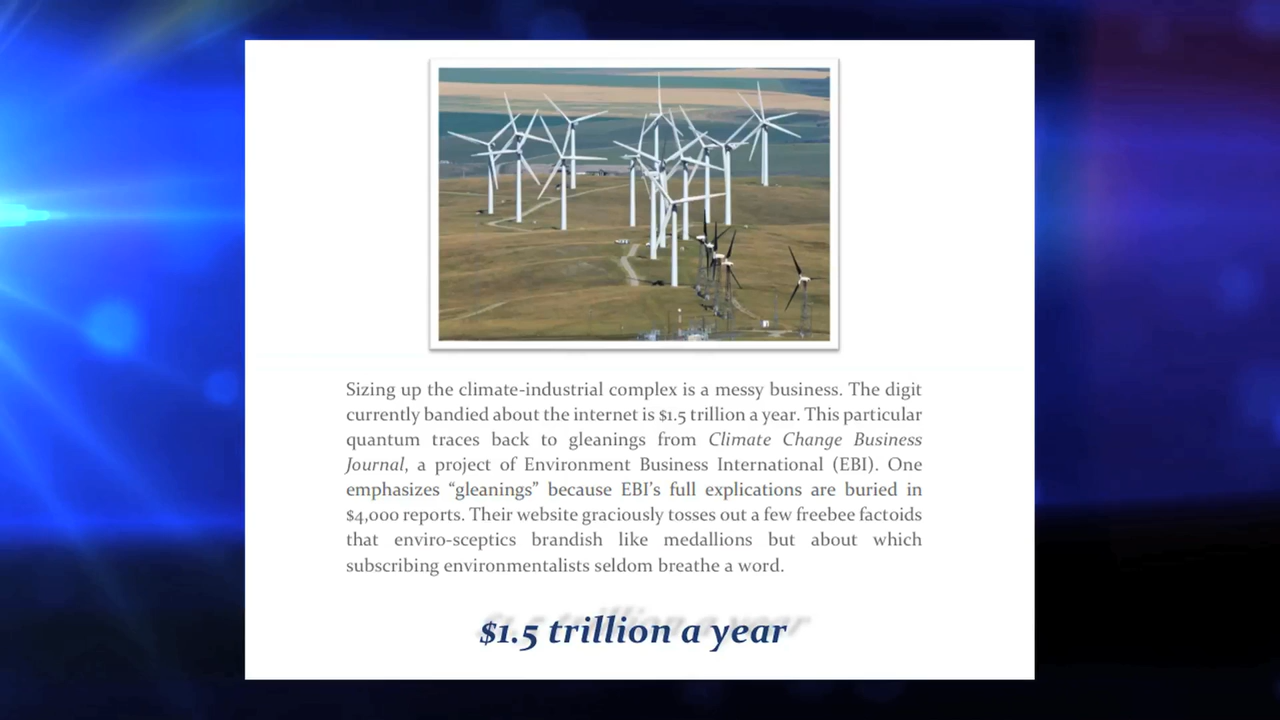 Sizing up the climate-industrial complex is a messy business. The digit
currently bandied about the internet is $1.5 trillion a year. This particular
quantum traces back to gleanings from Climate Change Business
Journal, a project of Environment Business International (EBI). One
emphasizes “gleanings” because EBI’s full explications are buried in
$4,000 reports. Their website graciously tosses out a few freebee factoids
that enviro-sceptics brandish like medallions but about which
subscribing environmentalists seldom breathe a word.
$1.5 trillion a year